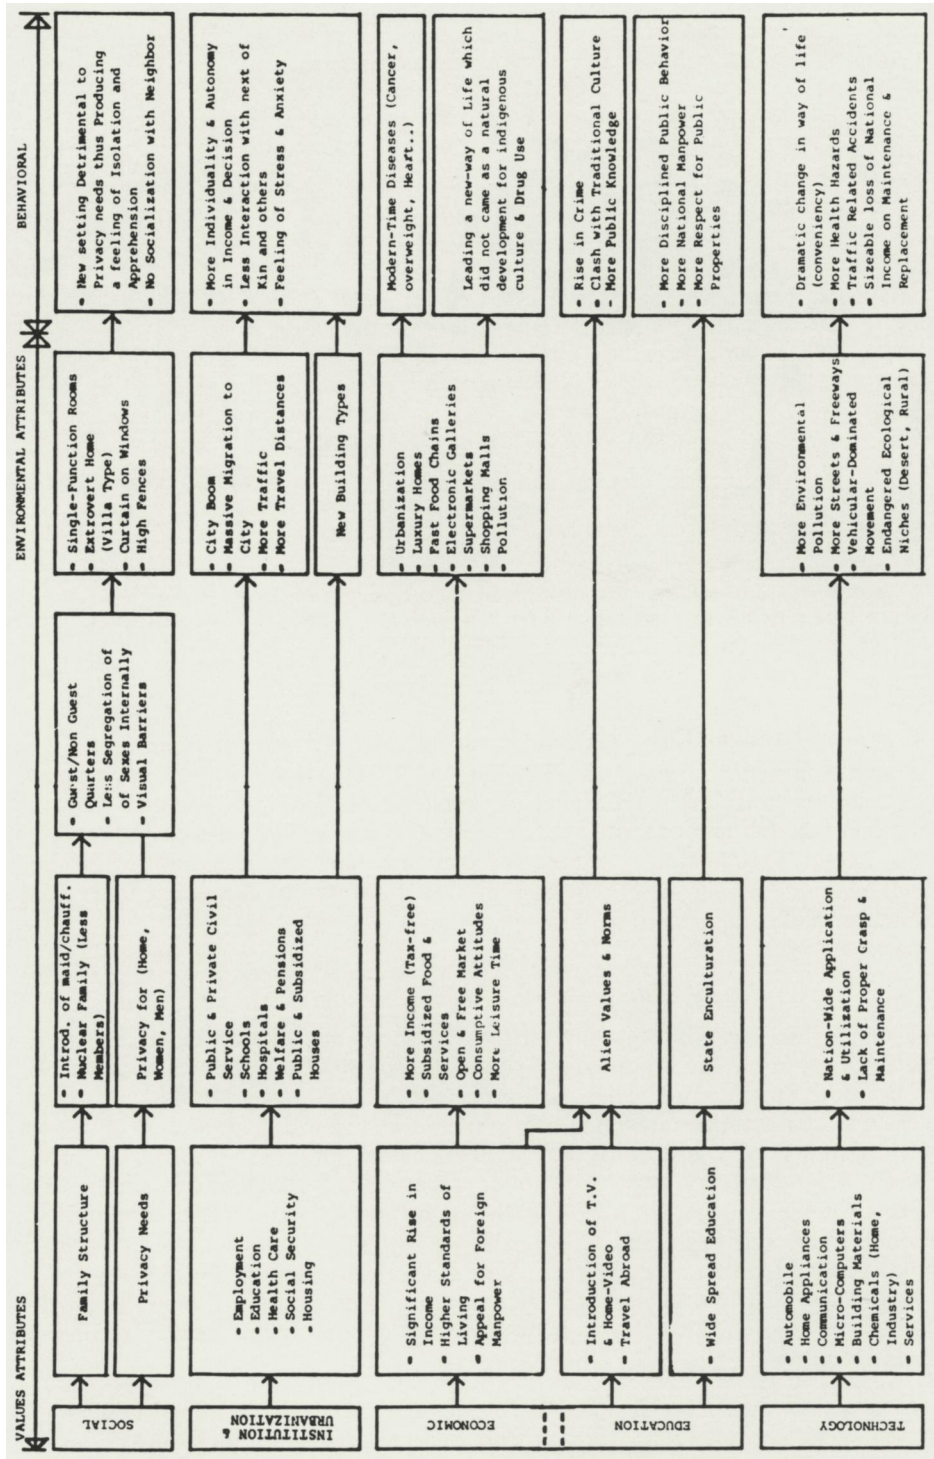 VALUES ATTRIBUTES
ENVIRONMENTAL ATTRIBUTES
BEHAVIORAL
SOCIAL
Family Structure
- Introd. of maid/chauff.
- Nuclear Family (Less
Members)
Privacy Needs
Privacy for (Home,
Women, Men)
- Guest/Non Guest
Quarters
- Less Segregation of
of Sexes Internally
- Visual Barriers
- Single-Function Rooms
- Extrovert Home
(Villa Type)
- Curtain on Windows
- High Fences
- New setting Detrimental to
Privacy needs thus Producing
a feeling of Isolation and
Apprehension
- No Socialization with Neighbor
INSTITUTION &
URBANIZATION
- Employment
- Education
- Health Care
- Social Security
- Housing
- Public & Private Civil
Service
- Schools
- Hospitals
- Welfare & Pensions
- Public & Subsidized
Houses
- City Boom
- Massive Migration to
City
- More Traffic
- More Travel Distances
New Building Types
- More Individuality & Autonomy
in Income & Decision
- Less Interaction with next of
Kin and others
- Feeling of Stress & Anxiety
ECONOMIC
- Significant Rise in
Income
- Higher Standards of
Living
- Appeal for Foreign
Manpower
- More Income (Tax-free)
- Subsidized Food &
Services
- Open & Free Market
- Consumptive Attitudes
- More Leisure Time
- Urbanization
- Luxury Homes
- Fast Food Chains
- Electronic Galleries
- Supermarkets
- Shopping Malls
- Pollution
Modern-Time Diseases (Cancer,
overweight, Heart..)
Leading a new-way of Life which
did not came as a natural
development for indigenous
culture & Drug Use
EDUCATION
- Introduction of T.V.
& Home-Video
- Travel Abroad
Alien Values & Norms
- Rise in Crime
- Clash with Traditional Culture
- More Public Knowledge
- Wide Spread Education
State Enculturation
- More Disciplined Public Behavior
- More National Manpower
- More Respect for Public
Properties
TECHNOLOGY
- Automobile
- Home Appliances
- Communication
- Micro-Computers
- Building Materials
- Chemicals (Home,
Industry)
- Services
- Nation-Wide Application
& Utilization
- Lack of Proper Crasp &
Maintenance
- More Environmental
Pollution
- More Streets & Freeways
- Vehicular-Dominated
Movement
- Endangered Ecological
Niches (Desert, Rural)
- Dramatic change in way of life
(conveniency)
- More Health Hazards
- Traffic Related Accidents
- Sizeable loss of National
Income on Maintenance &
Replacement